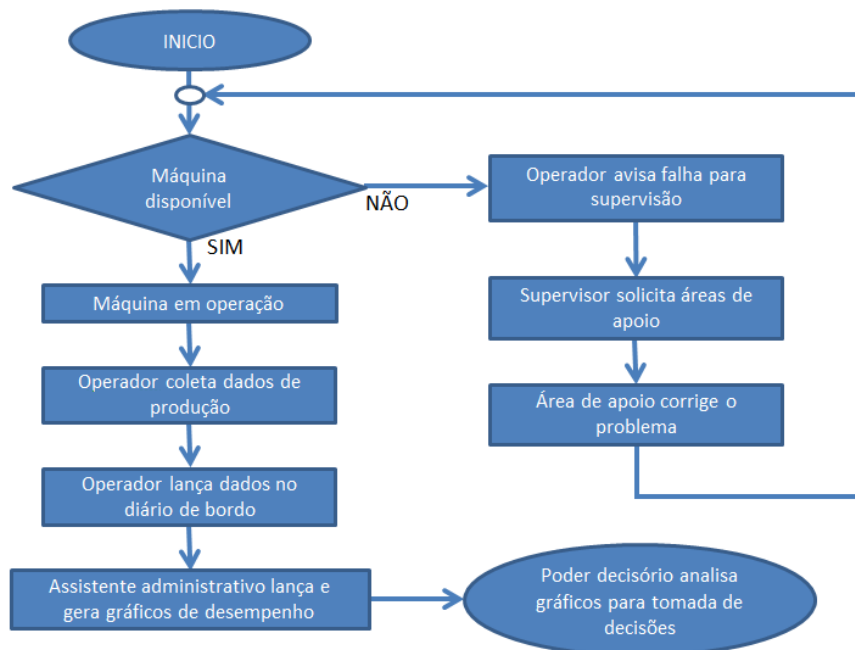 INICIO
Máquina
disponível
NÃO
SIM
Operador avisa falha para
supervisão
Máquina em operação
Supervisor solicita áreas de
apoio
Operador coleta dados de
produção
Área de apoio corrige o
problema
Operador lança dados no
diário de bordo
Assistente administrativo lança e
gera gráficos de desempenho
Poder decisório analisa
gráficos para tomada de
decisões